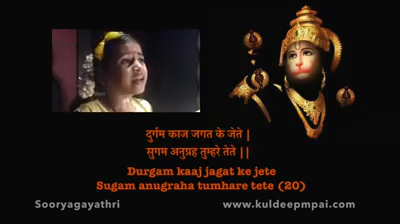 दुर्गम काज जगत के जेते |
सुगम अनुग्रह तुम्हरे तेते ||
Durgam kaaj jagat ke jete
Sugam anugraha tumhare tete (20)
Sooryagayathri
www.kuldeepmpai.com